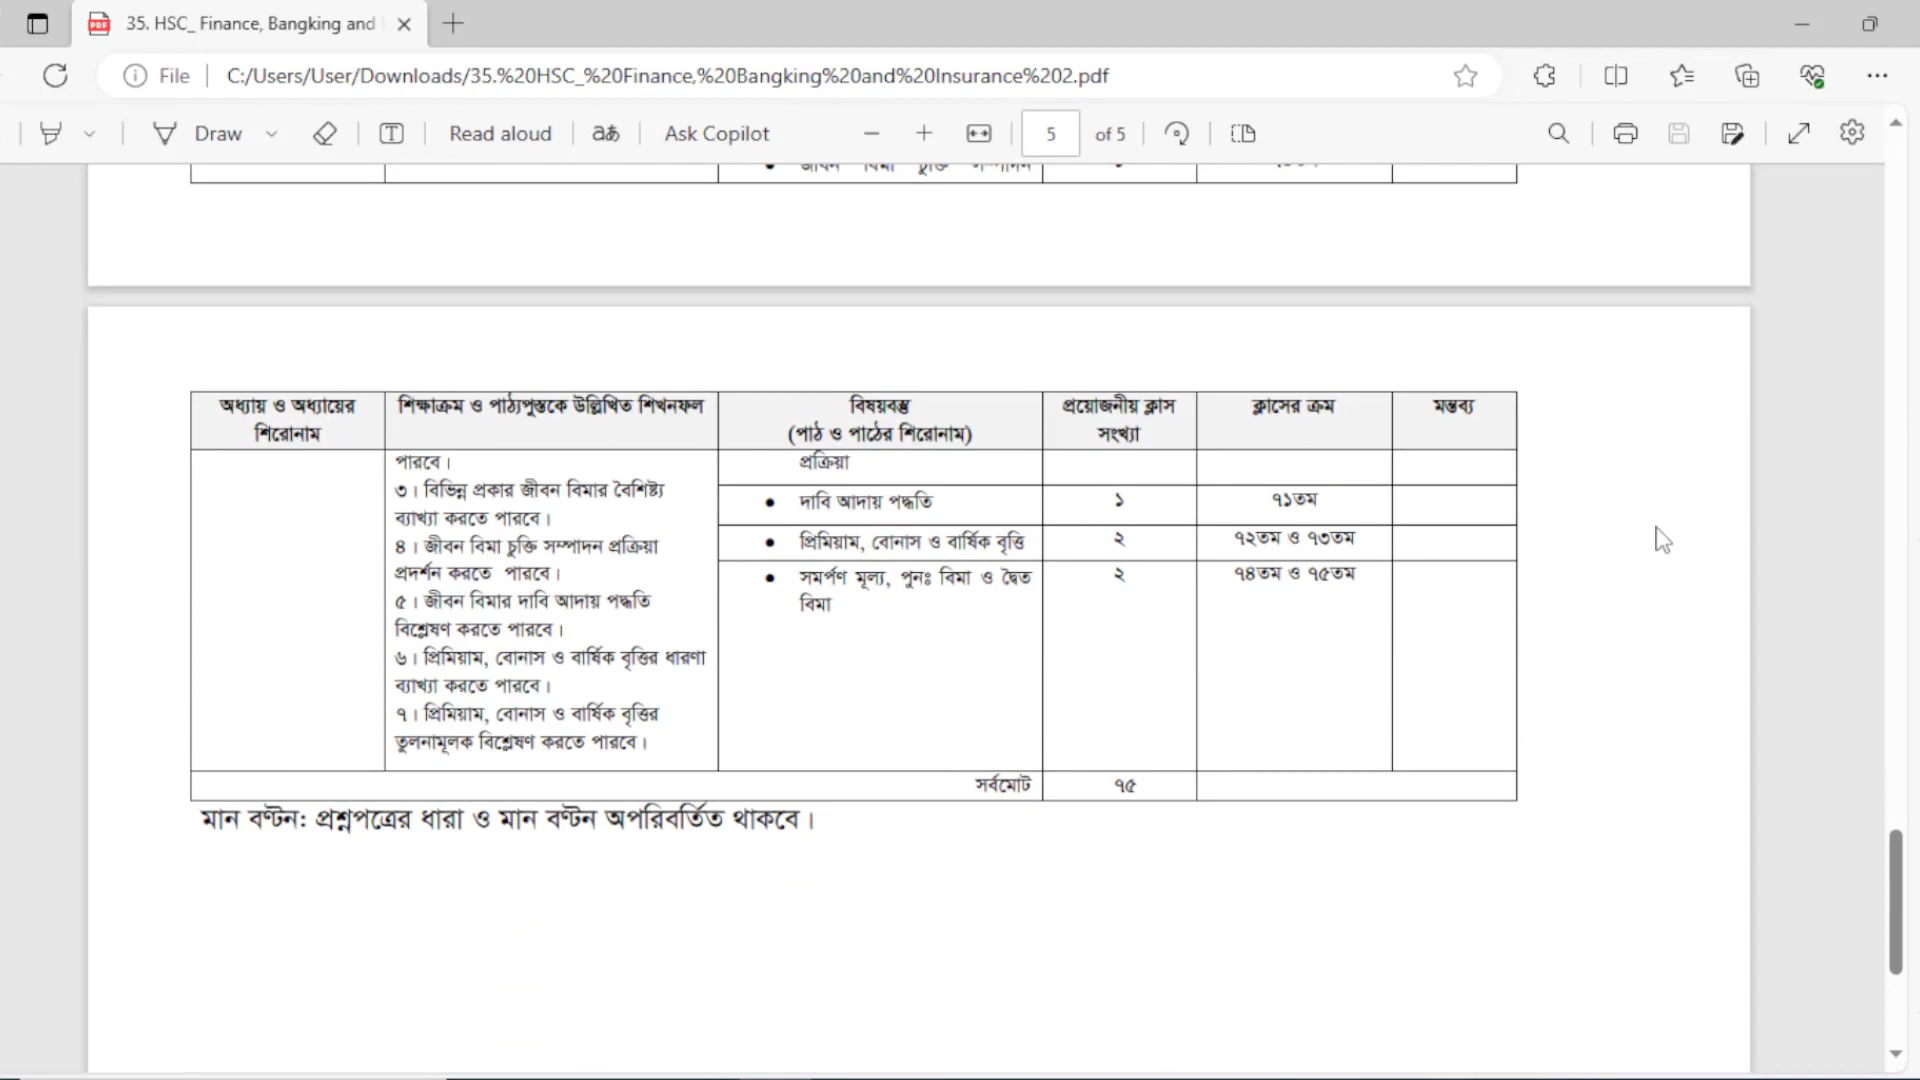 35. HSC_ Finance, Bangking and
File
C:/Users/User/Downloads/35.%20HSC_%20Finance,%20Bangking%20and%20Insurance%202.pdf
Draw
Read aloud
Ask Copilot
5 of 5
জীবন বিমা চুক্তি সম্পাদন
অধ্যায় ও অধ্যায়ের শিরোনাম
শিক্ষাক্রম ও পাঠ্যপুস্তকে উল্লিখিত শিখনফল
বিষয়বস্তু
(পাঠ ও পাঠের শিরোনাম)
প্রয়োজনীয় ক্লাস সংখ্যা
ক্লাসের ক্রম
মন্তব্য
পারবে।
৩। বিভিন্ন প্রকার জীবন বিমার বৈশিষ্ট্য
ব্যাখ্যা করতে পারবে।
৪। জীবন বিমা চুক্তি সম্পাদন প্রক্রিয়া
প্রদর্শন করতে পারবে।
৫। জীবন বিমার দাবি আদায় পদ্ধতি
বিশ্লেষণ করতে পারবে।
৬। প্রিমিয়াম, বোনাস ও বার্ষিক বৃত্তির ধারণা
ব্যাখ্যা করতে পারবে।
৭। প্রিমিয়াম, বোনাস ও বার্ষিক বৃত্তির
তুলনামূলক বিশ্লেষণ করতে পারবে।
প্রক্রিয়া
• দাবি আদায় পদ্ধতি ১ ৭১তম
• প্রিমিয়াম, বোনাস ও বার্ষিক বৃত্তি ২ ৭২তম ও ৭৩তম
• সমর্পণ মূল্য, পুনঃ বিমা ও দ্বৈত ২ ৭৪তম ও ৭৫তম
বিমা
সর্বমোট ৭৫
মান বণ্টন: প্রশ্নপত্রের ধারা ও মান বণ্টন অপরিবর্তিত থাকবে।